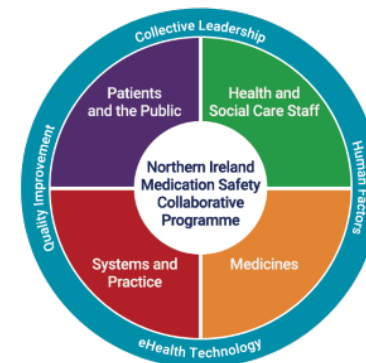 Collective Leadership
Patients
and the Public
Health and
Social Care Staff
Quality Improvement
Northern Ireland
Medication Safety
Collaborative
Programme
Human Factors
Systems and
Practice
Medicines
eHealth Technology